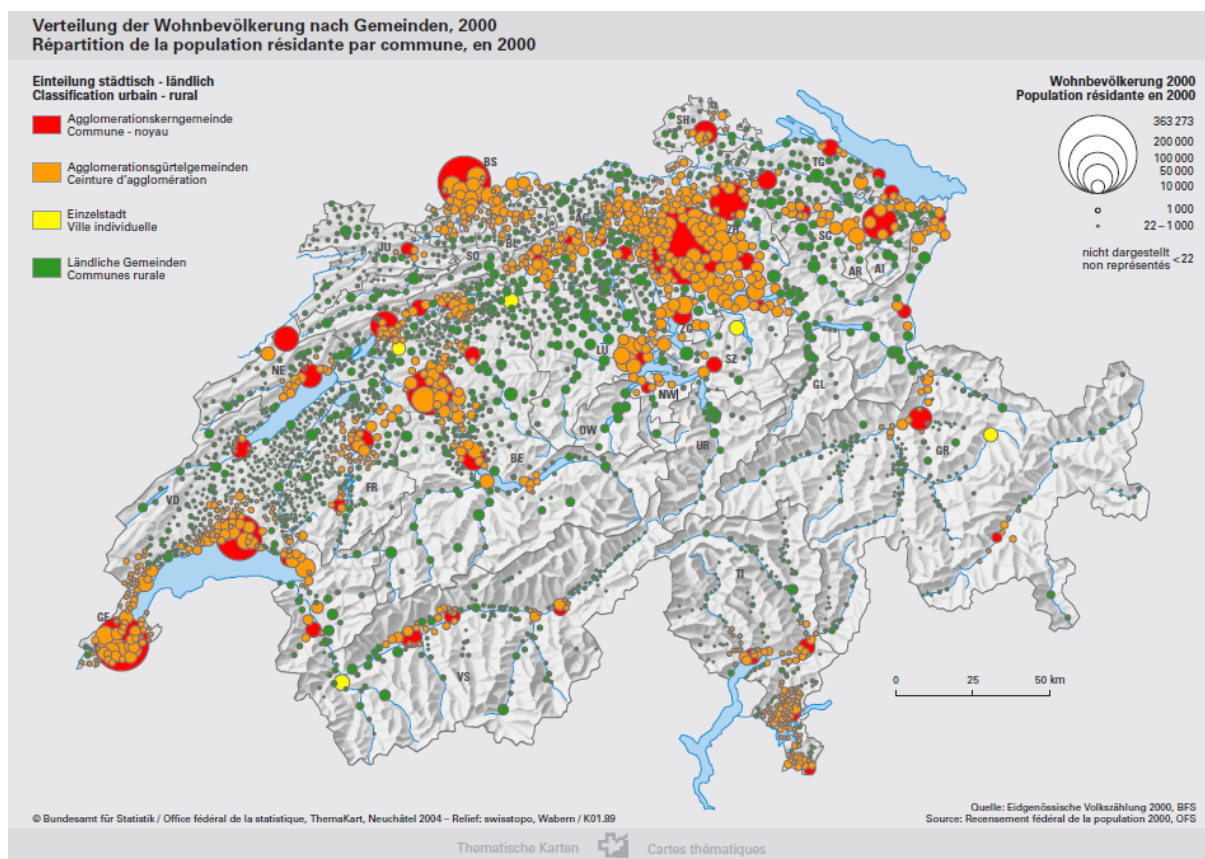 Verteilung der Wohnbevölkerung nach Gemeinden, 2000
Répartition de la population résidante par commune, en 2000
Einteilung städtisch - ländlich
Classification urbain - rural
Agglomerationskerngemeinde
Commune - noyau
Agglomerationsgürtelgemeinden
Ceinture d'agglomération
Einzelstadt
Ville individuelle
Ländliche Gemeinden
Communes rurale
Wohnbevölkerung 2000
Population résidante en 2000
363 273
200 000
100 000
50 000
10 000
1 000
22 – 1 000
nicht dargestellt
non représentés
<22
SH
BS
TG
AG
ZH
BL
JU
SO
SG
AR
AI
ZG
LU
SZ
NE
NW
GL
OW
UR
BE
GR
FR
VD
TI
GE
VS
0 25 50 km
© Bundesamt für Statistik / Office fédéral de la statistique, ThemaKart, Neuchâtel 2004 – Relief: swisstopo, Wabern / K01.89
Quelle: Eidgenössische Volkszählung 2000, BFS
Source: Recensement fédéral de la population 2000, OFS
Thematische Karten Cartes thématiques